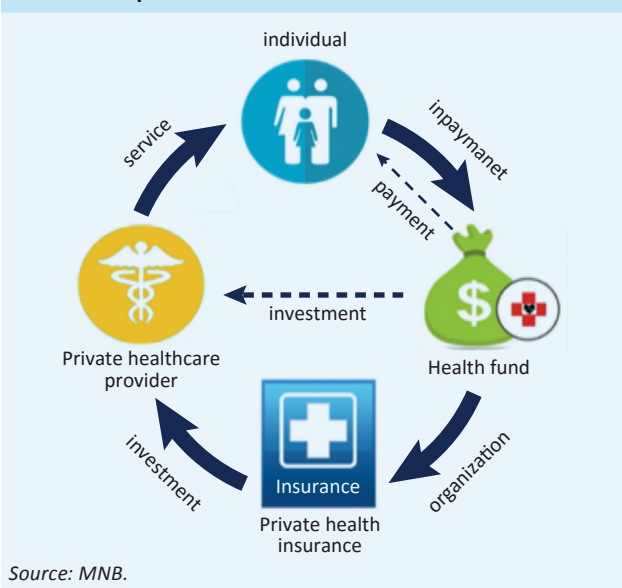 individual
service
inpaymanet
payment
$
investment
Private healthcare
provider
Health fund
investment
Insurance
organization
Private health
insurance
Source: MNB.